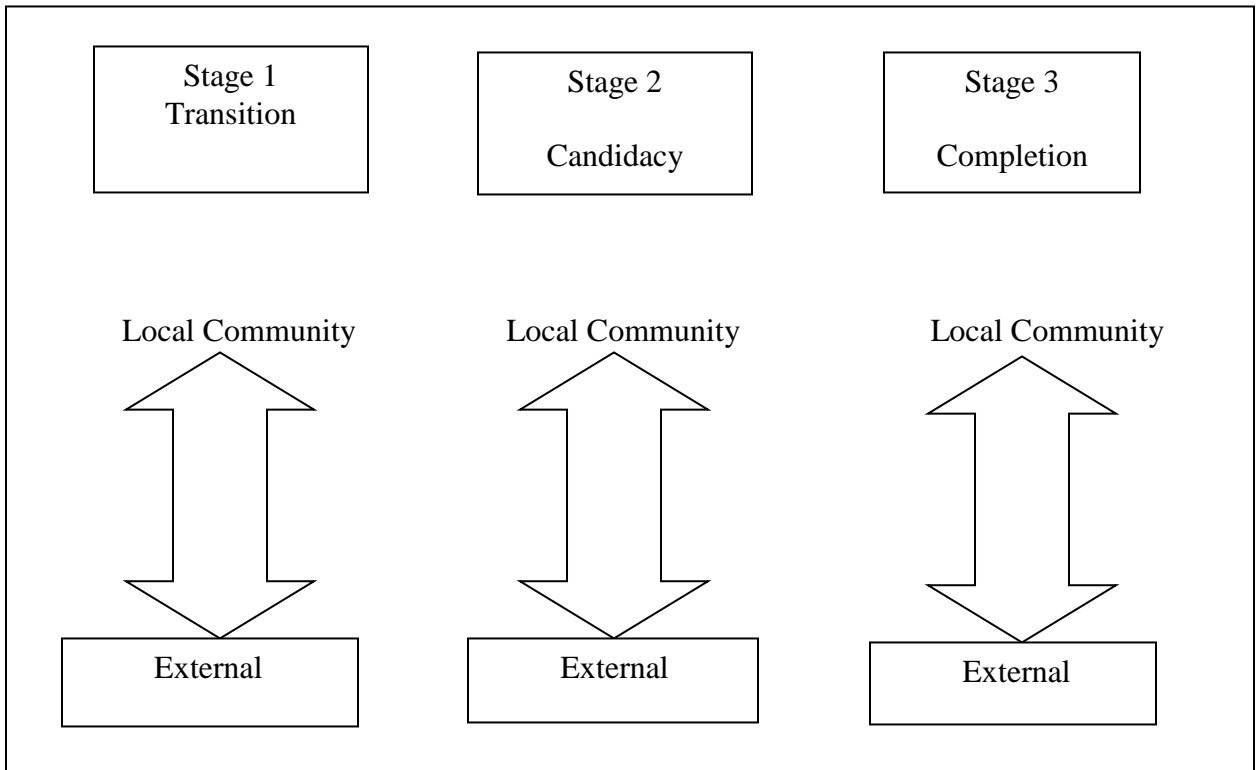 Stage 1
Transition
Stage 2
Candidacy
Stage 3
Completion
Local Community
Local Community
Local Community
External
External
External